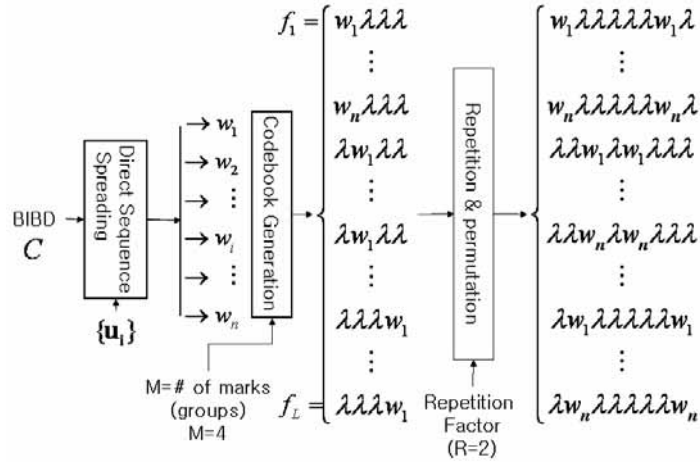 BIBD
C
Direct Sequence
Spreading
{u_i}
→ w_1
→ w_2
→ ⋮
→ w_i
→ ⋮
→ w_n
Codebook Generation
M=# of marks
(groups)
M=4
f_1 = w_1λλλ
⋮
w_nλλλ
λw_1λλ
⋮
λw_1λλ
⋮
λλλw_1
⋮
f_L = λλλw_1
Repetition & permutation
Repetition
Factor
(R=2)
w_1λλλλλw_1λ
⋮
w_nλλλλλw_nλ
λλw_1λw_1λλλ
⋮
λλw_nλw_nλλλ
⋮
λw_1λλλλλw_1
⋮
λw_nλλλλλw_n